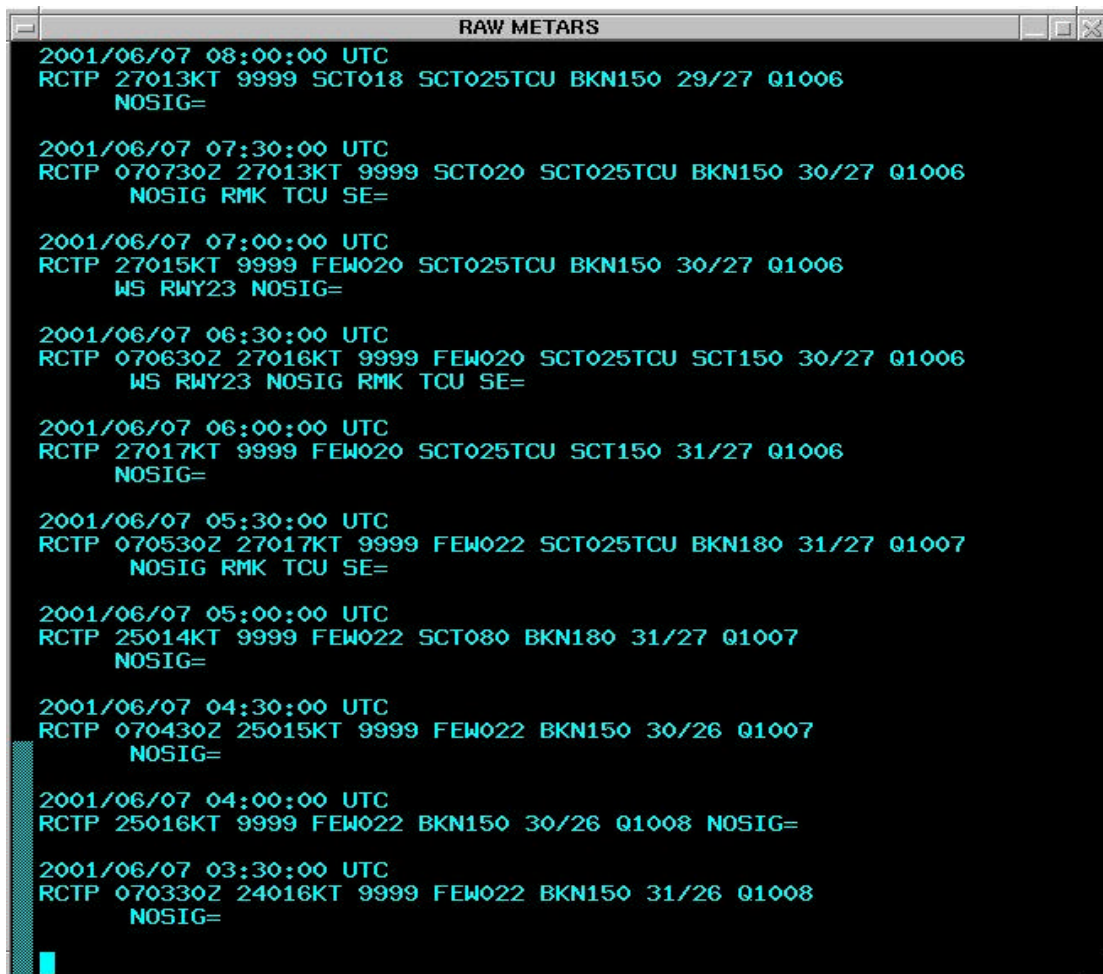 RAW METARS
2001/06/07 08:00:00 UTC
RCTP 27013KT 9999 SCT018 SCT025TCU BKN150 29/27 Q1006
NOSIG=
2001/06/07 07:30:00 UTC
RCTP 070730Z 27013KT 9999 SCT020 SCT025TCU BKN150 30/27 Q1006
NOSIG RMK TCU SE=
2001/06/07 07:00:00 UTC
RCTP 27015KT 9999 FEW020 SCT025TCU BKN150 30/27 Q1006
WS RWY23 NOSIG=
2001/06/07 06:30:00 UTC
RCTP 070630Z 27016KT 9999 FEW020 SCT025TCU SCT150 30/27 Q1006
WS RWY23 NOSIG RMK TCU SE=
2001/06/07 06:00:00 UTC
RCTP 27017KT 9999 FEW020 SCT025TCU SCT150 31/27 Q1006
NOSIG=
2001/06/07 05:30:00 UTC
RCTP 070530Z 27017KT 9999 FEW022 SCT025TCU BKN180 31/27 Q1007
NOSIG RMK TCU SE=
2001/06/07 05:00:00 UTC
RCTP 25014KT 9999 FEW022 SCT080 BKN180 31/27 Q1007
NOSIG=
2001/06/07 04:30:00 UTC
RCTP 070430Z 25015KT 9999 FEW022 BKN150 30/26 Q1007
NOSIG=
2001/06/07 04:00:00 UTC
RCTP 25016KT 9999 FEW022 BKN150 30/26 Q1008 NOSIG=
2001/06/07 03:30:00 UTC
RCTP 070330Z 24016KT 9999 FEW022 BKN150 31/26 Q1008
NOSIG=